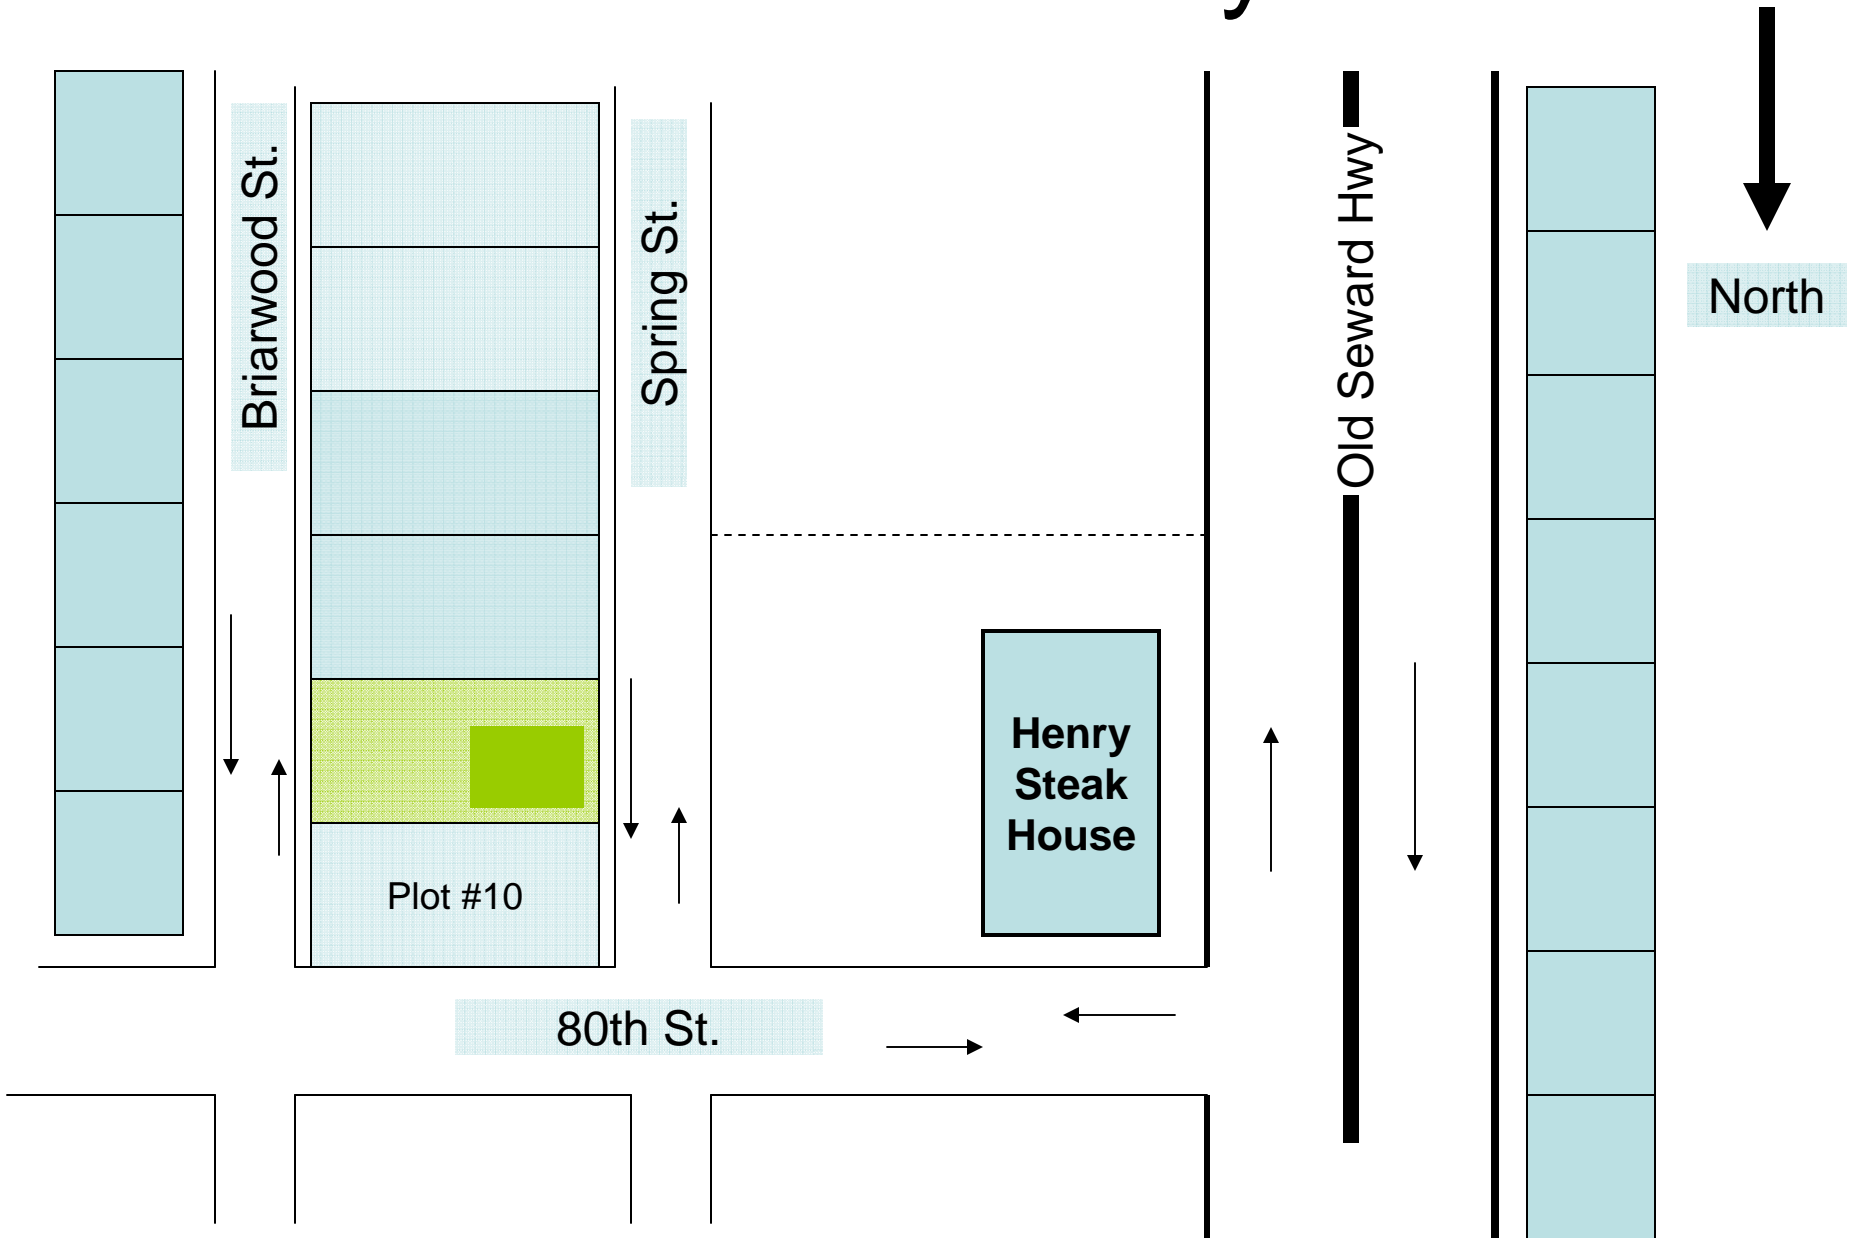 Briarwood St.
Spring St.
Old Seward Hwy
North
Henry
Steak
House
Plot #10
80th St.